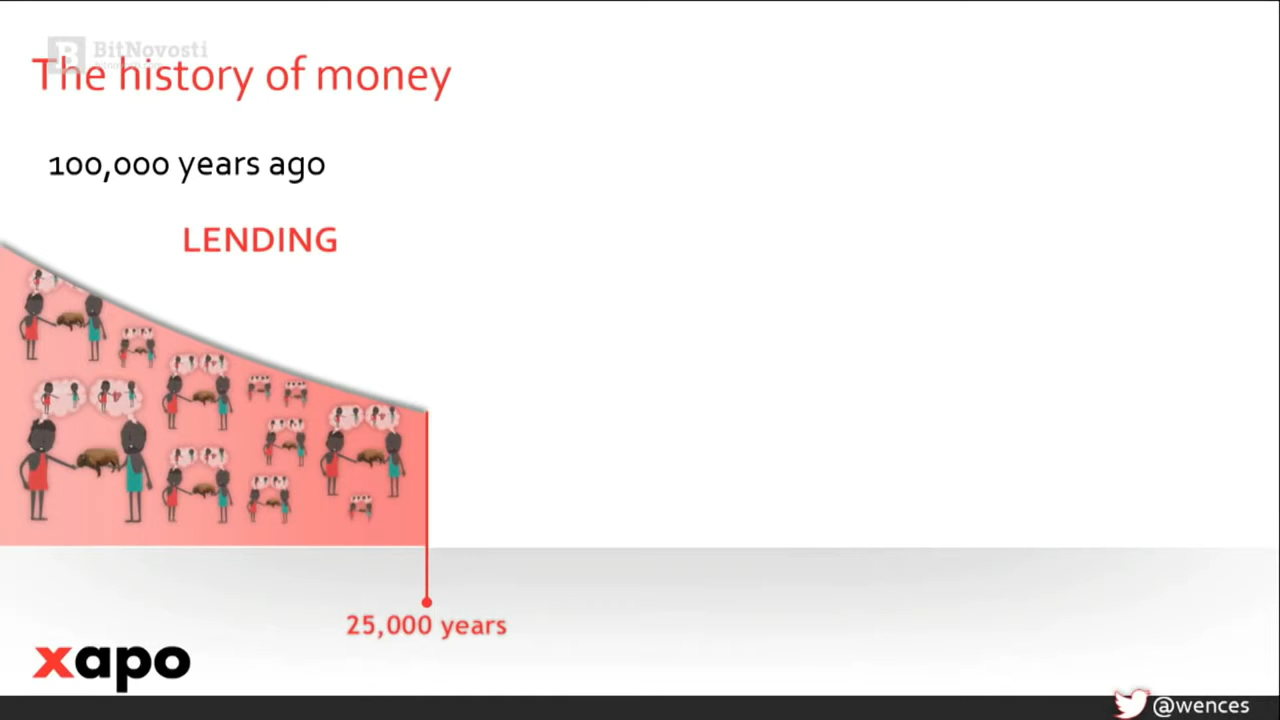 BitNovosti
The history of money
100,000 years ago
LENDING
25,000 years
xapo
@wences